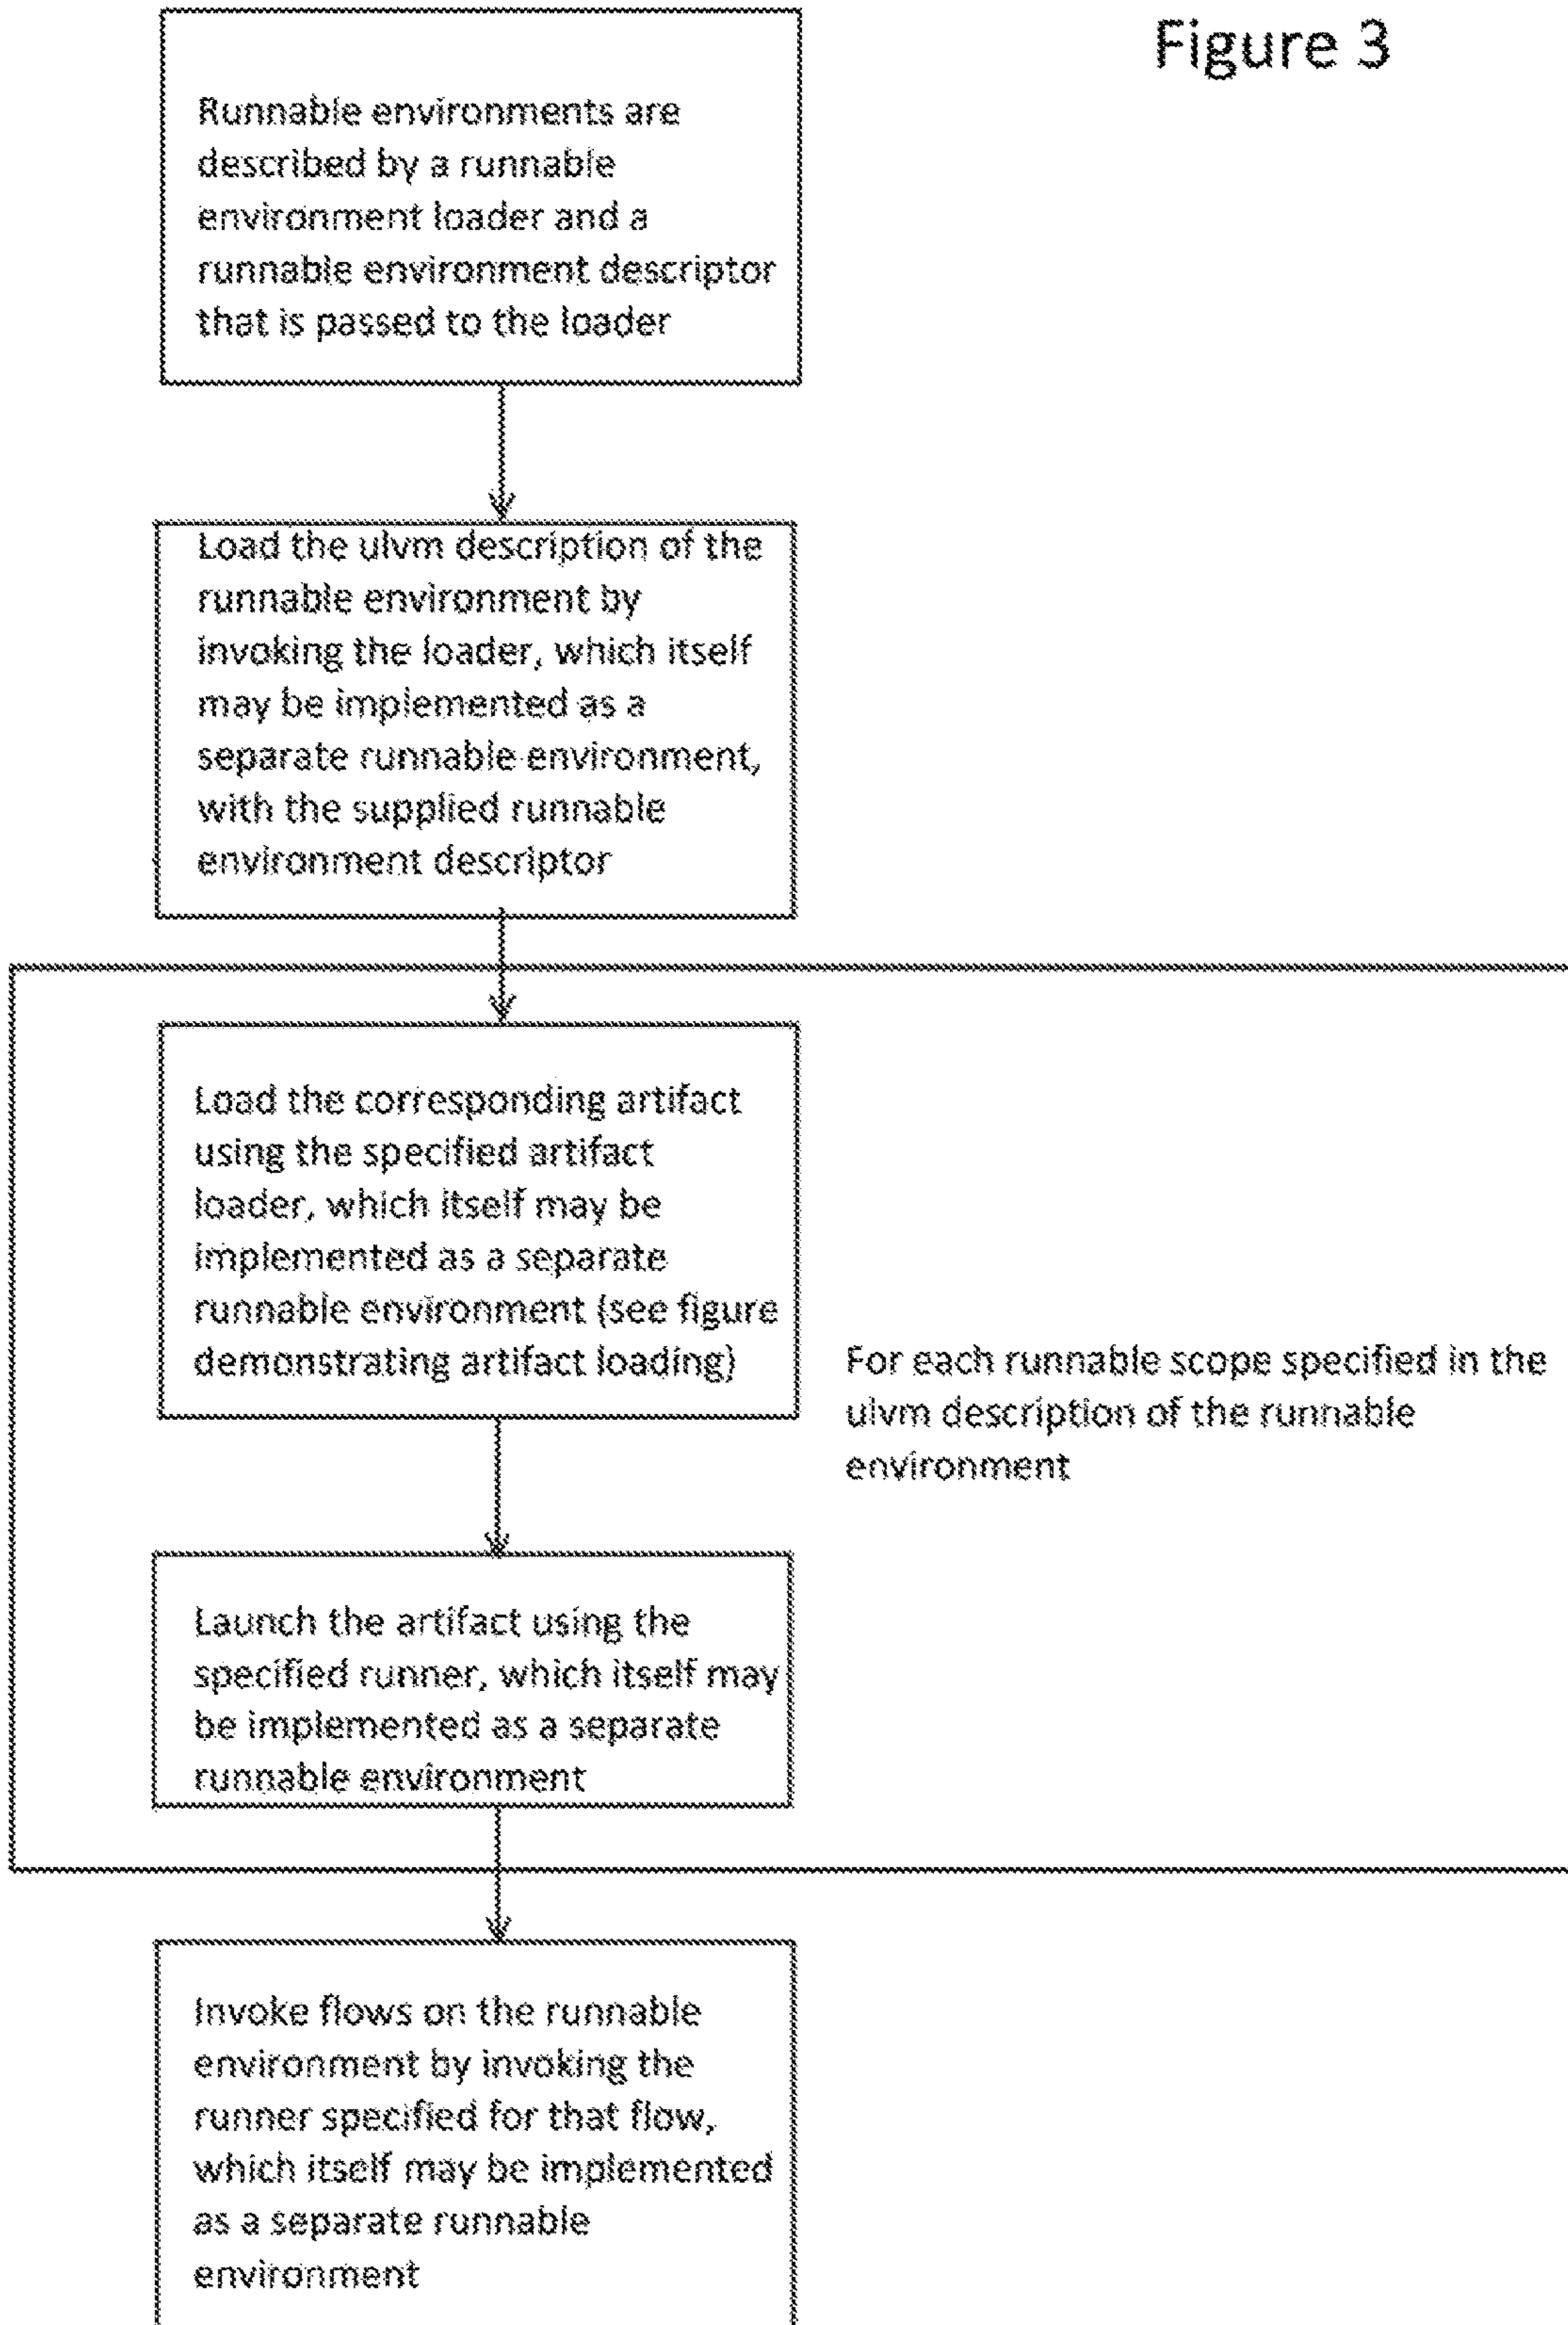 Figure 3
Runnable environments are
described by a runnable
environment loader and a
runnable environment descriptor
that is passed to the loader
Load the ulvm description of the
runnable environment by
invoking the loader, which itself
may be implemented as a
separate runnable environment,
with the supplied runnable
environment descriptor
Load the corresponding artifact
using the specified artifact
loader, which itself may be
implemented as a separate
runnable environment (see figure
demonstrating artifact loading)
For each runnable scope specified in the
ulvm description of the runnable
environment
Launch the artifact using the
specified runner, which itself may
be implemented as a separate
runnable environment
Invoke flows on the runnable
environment by invoking the
runner specified for that flow,
which itself may be implemented
as a separate runnable
environment